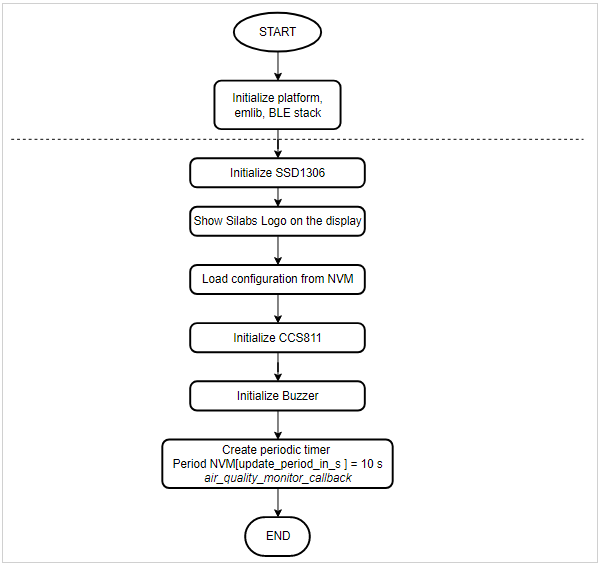 START
Initialize platform,
emlib, BLE stack
Initialize SSD1306
Show Silabs Logo on the display
Load configuration from NVM
Initialize CCS811
Initialize Buzzer
Create periodic timer
Period NVM[update_period_in_s ] = 10 s
air_quality_monitor_callback
END